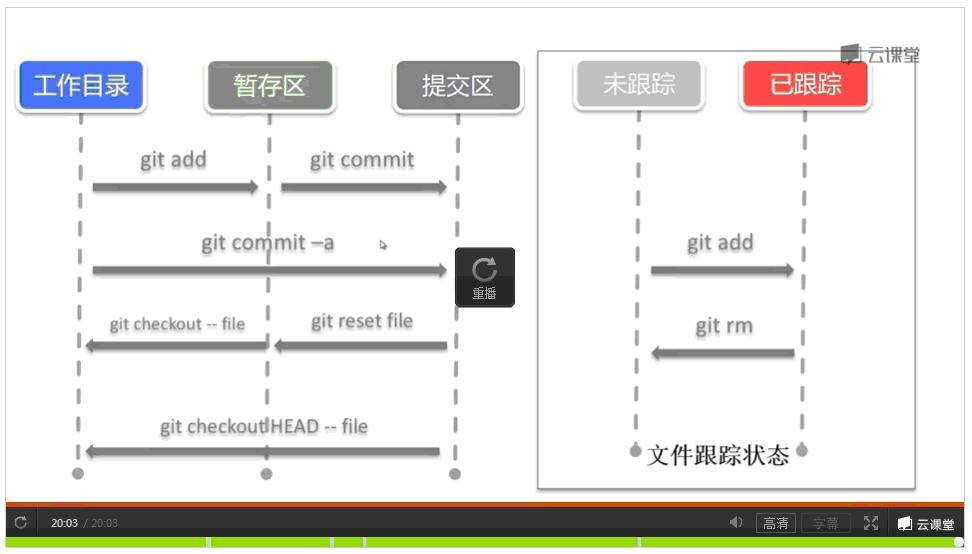 云课堂
工作目录
暂存区
提交区
未跟踪
已跟踪
git add
git commit
git commit –a
git add
重播
git checkout -- file
git reset file
git rm
git checkout HEAD -- file
文件跟踪状态
20:03 / 20:03
高清
字幕
云课堂